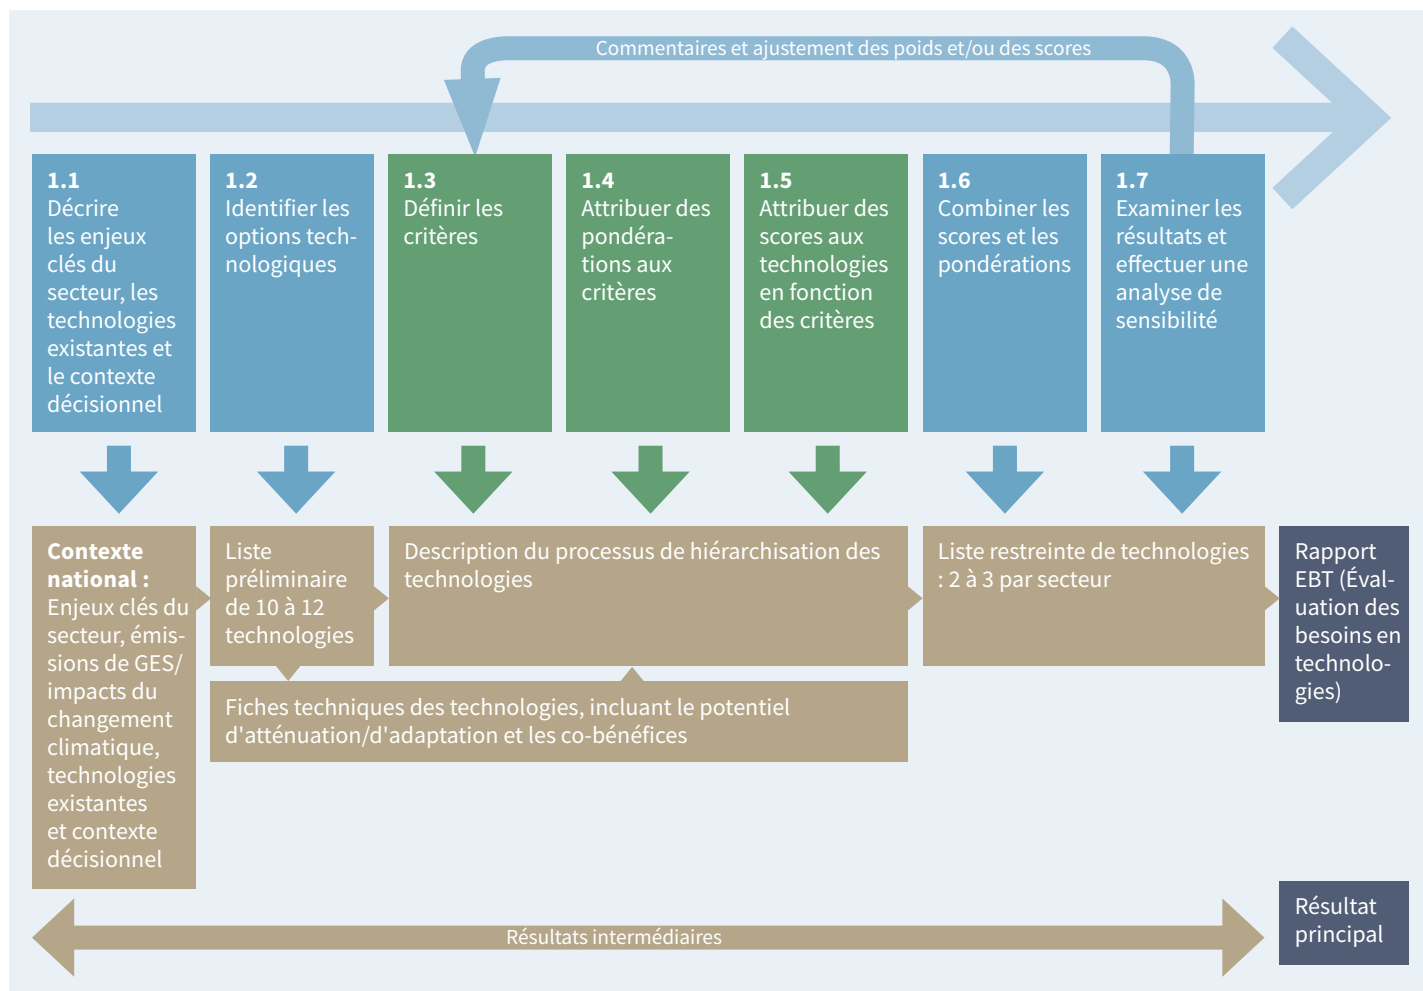 Commentaires et ajustement des poids et/ou des scores
1.1
Décrire
les enjeux
clés du
secteur, les
technologies
existantes et
le contexte
décisionnel
1.2
Identifier les
options tech-
nologiques
1.3
Définir les
critères
1.4
Attribuer des
pondéra-
tions aux
critères
1.5
Attribuer des
scores aux
technologies
en fonction
des critères
1.6
Combiner les
scores et les
pondérations
1.7
Examiner les
résultats et
effectuer une
analyse de
sensibilité
Contexte
national :
Enjeux clés du
secteur, émis-
sions de GES/
impacts du
changement
climatique,
technologies
existantes
et contexte
décisionnel
Liste
préliminaire
de 10 à 12
technologies
Description du processus de hiérarchisation des
technologies
Liste restreinte de technologies
: 2 à 3 par secteur
Rapport
EBT (Éval-
uation des
besoins en
technolo-
gies)
Fiches techniques des technologies, incluant le potentiel
d'atténuation/d'adaptation et les co-bénéfices
Résultats intermédiaires
Résultat
principal